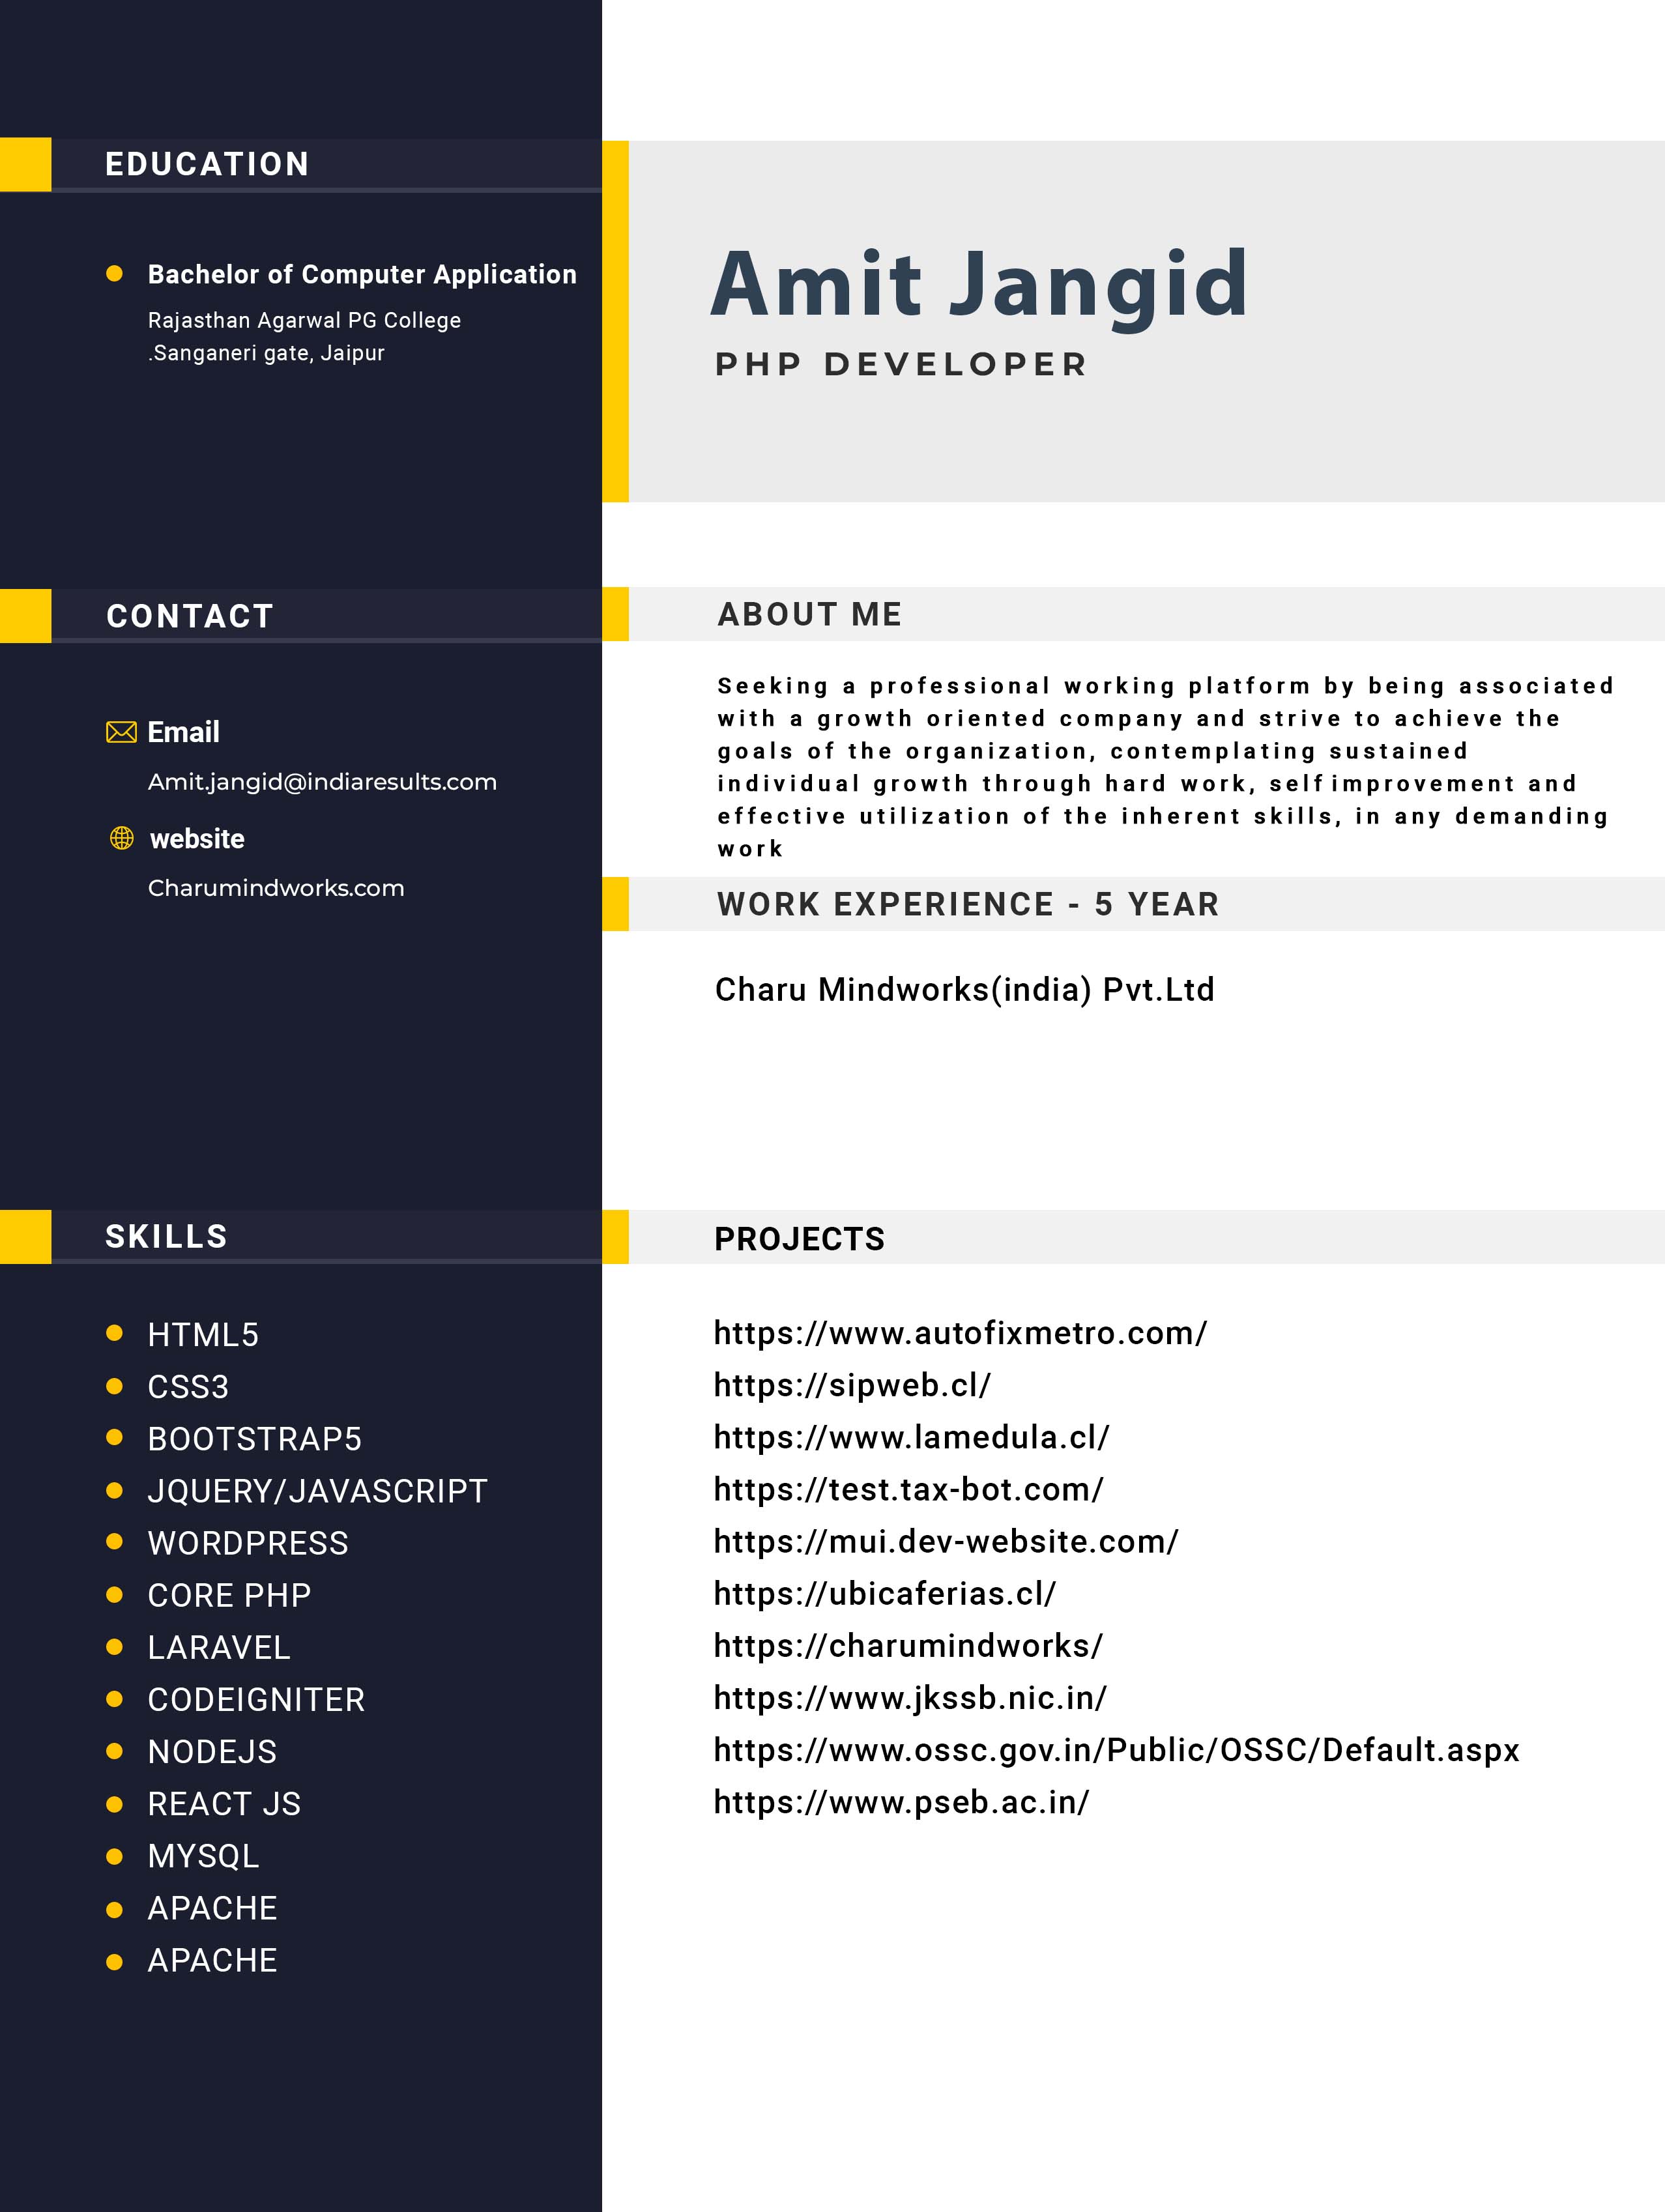 EDUCATION
Bachelor of Computer Application
Rajasthan Agarwal PG College
.Sanganeri gate, Jaipur
CONTACT
Email
Amit.jangid@indiaresults.com
website
Charumindworks.com
SKILLS
HTML5
CSS3
BOOTSTRAP5
JQUERY/JAVASCRIPT
WORDPRESS
CORE PHP
LARAVEL
CODEIGNITER
NODEJS
REACT JS
MYSQL
APACHE
APACHE
Amit Jangid
PHP DEVELOPER
ABOUT ME
Seeking a professional working platform by being associated
with a growth oriented company and strive to achieve the
goals of the organization, contemplating sustained
individual growth through hard work, self improvement and
effective utilization of the inherent skills, in any demanding
work
WORK EXPERIENCE - 5 YEAR
Charu Mindworks(india) Pvt.Ltd
PROJECTS
https://www.autofixmetro.com/
https://sipweb.cl/
https://www.lamedula.cl/
https://test.tax-bot.com/
https://mui.dev-website.com/
https://ubicaferias.cl/
https://charumindworks/
https://www.jkssb.nic.in/
https://www.ossc.gov.in/Public/OSSC/Default.aspx
https://www.pseb.ac.in/